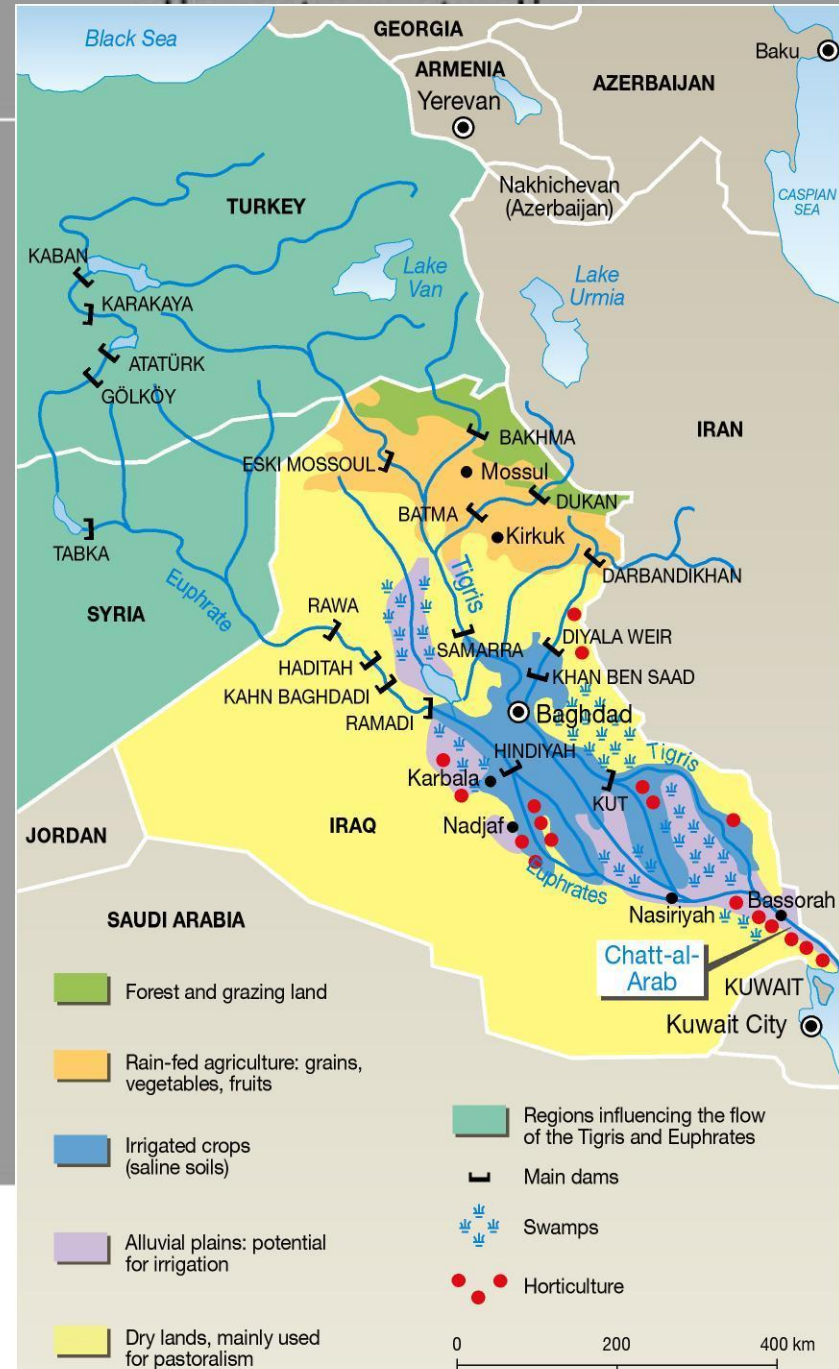 Black Sea
GEORGIA
ARMENIA
Yerevan
AZERBAIJAN
Baku
Nakhichevan
(Azerbaijan)
CASPIAN
SEA
TURKEY
KABAN
KARAKAYA
Lake
Van
Lake
Urmia
ATATÜRK
GÖLKÖY
IRAN
BAKHMA
ESKI MOSSOUL
Mossul
DUKAN
BATMA
Kirkuk
TABKA
DARBANDIKHAN
Euphrate
Tigris
SYRIA
RAWA
SAMARRA
DIYALA WEIR
HADITAH
KHAN BEN SAAD
KAHN BAGHDADI
RAMADI
Baghdad
HINDIYAH
Tigris
Karbala
KUT
JORDAN
IRAQ
Nadjaf
Euphrates
Nasiriyah
Bassorah
SAUDI ARABIA
Chatt-al-
Arab
KUWAIT
Kuwait City
Forest and grazing land
Rain-fed agriculture: grains,
vegetables, fruits
Irrigated crops
(saline soils)
Alluvial plains: potential
for irrigation
Dry lands, mainly used
for pastoralism
Regions influencing the flow
of the Tigris and Euphrates
Main dams
Swamps
Horticulture
0 200 400 km